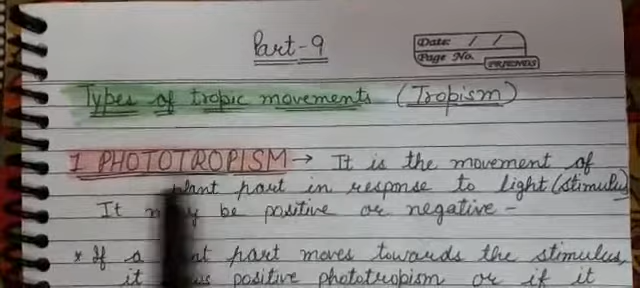 Part-9
Date: / /
Page No.
FRIENDS
Types of tropic movements (Tropism)
1 PHOTOTROPISM → It is the movement of
plant part in response to light (stimulus)
It be positive or negative -
* If a part moves towards the stimulus,
it positive phototropism or if it